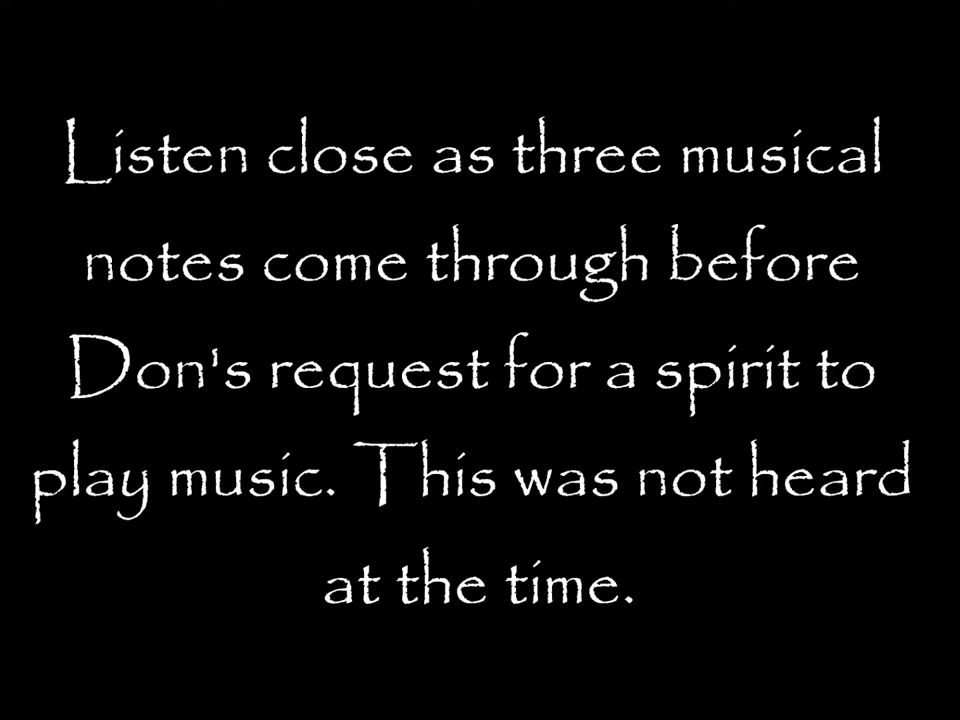 Listen close as three musical
notes come through before
Don's request for a spirit to
play music. This was not heard
at the time.